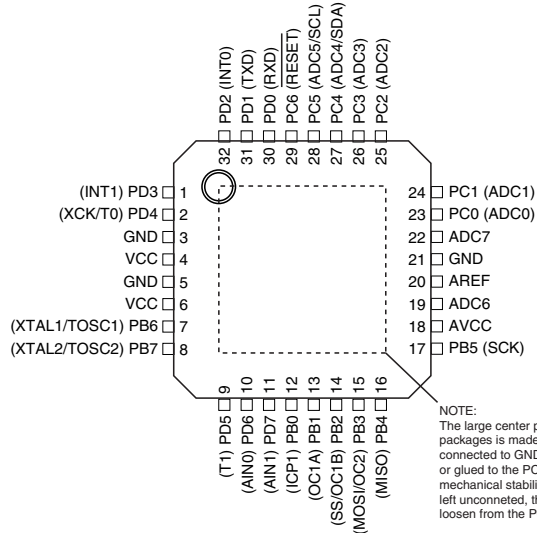 32 PD2 (INT0)
31 PD1 (TXD)
30 PD0 (RXD)
29 PC6 (RESET)
28 PC5 (ADC5/SCL)
27 PC4 (ADC4/SDA)
26 PC3 (ADC3)
25 PC2 (ADC2)
(INT1) PD3 1
(XCK/T0) PD4 2
GND 3
VCC 4
GND 5
VCC 6
(XTAL1/TOSC1) PB6 7
(XTAL2/TOSC2) PB7 8
24 PC1 (ADC1)
23 PC0 (ADC0)
22 ADC7
21 GND
20 AREF
19 ADC6
18 AVCC
17 PB5 (SCK)
(T1) PD5 9
(AIN0) PD6 10
(AIN1) PD7 11
(ICP1) PB0 12
(OC1A) PB1 13
(SS/OC1B) PB2 14
(MOSI/OC2) PB3 15
(MISO) PB4 16
NOTE:
The large center
packages is made
connected to GND
or glued to the PC
mechanical
left unconneted,
loosen from the